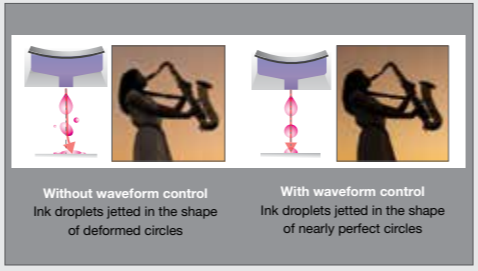 Without waveform control
Ink droplets jetted in the shape
of deformed circles
With waveform control
Ink droplets jetted in the shape
of nearly perfect circles